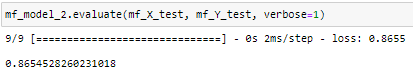 mf_model_2.evaluate(mf_X_test, mf_Y_test, verbose=1)
9/9 [==============================] - 0s 2ms/step - loss: 0.8655
0.8654528260231018